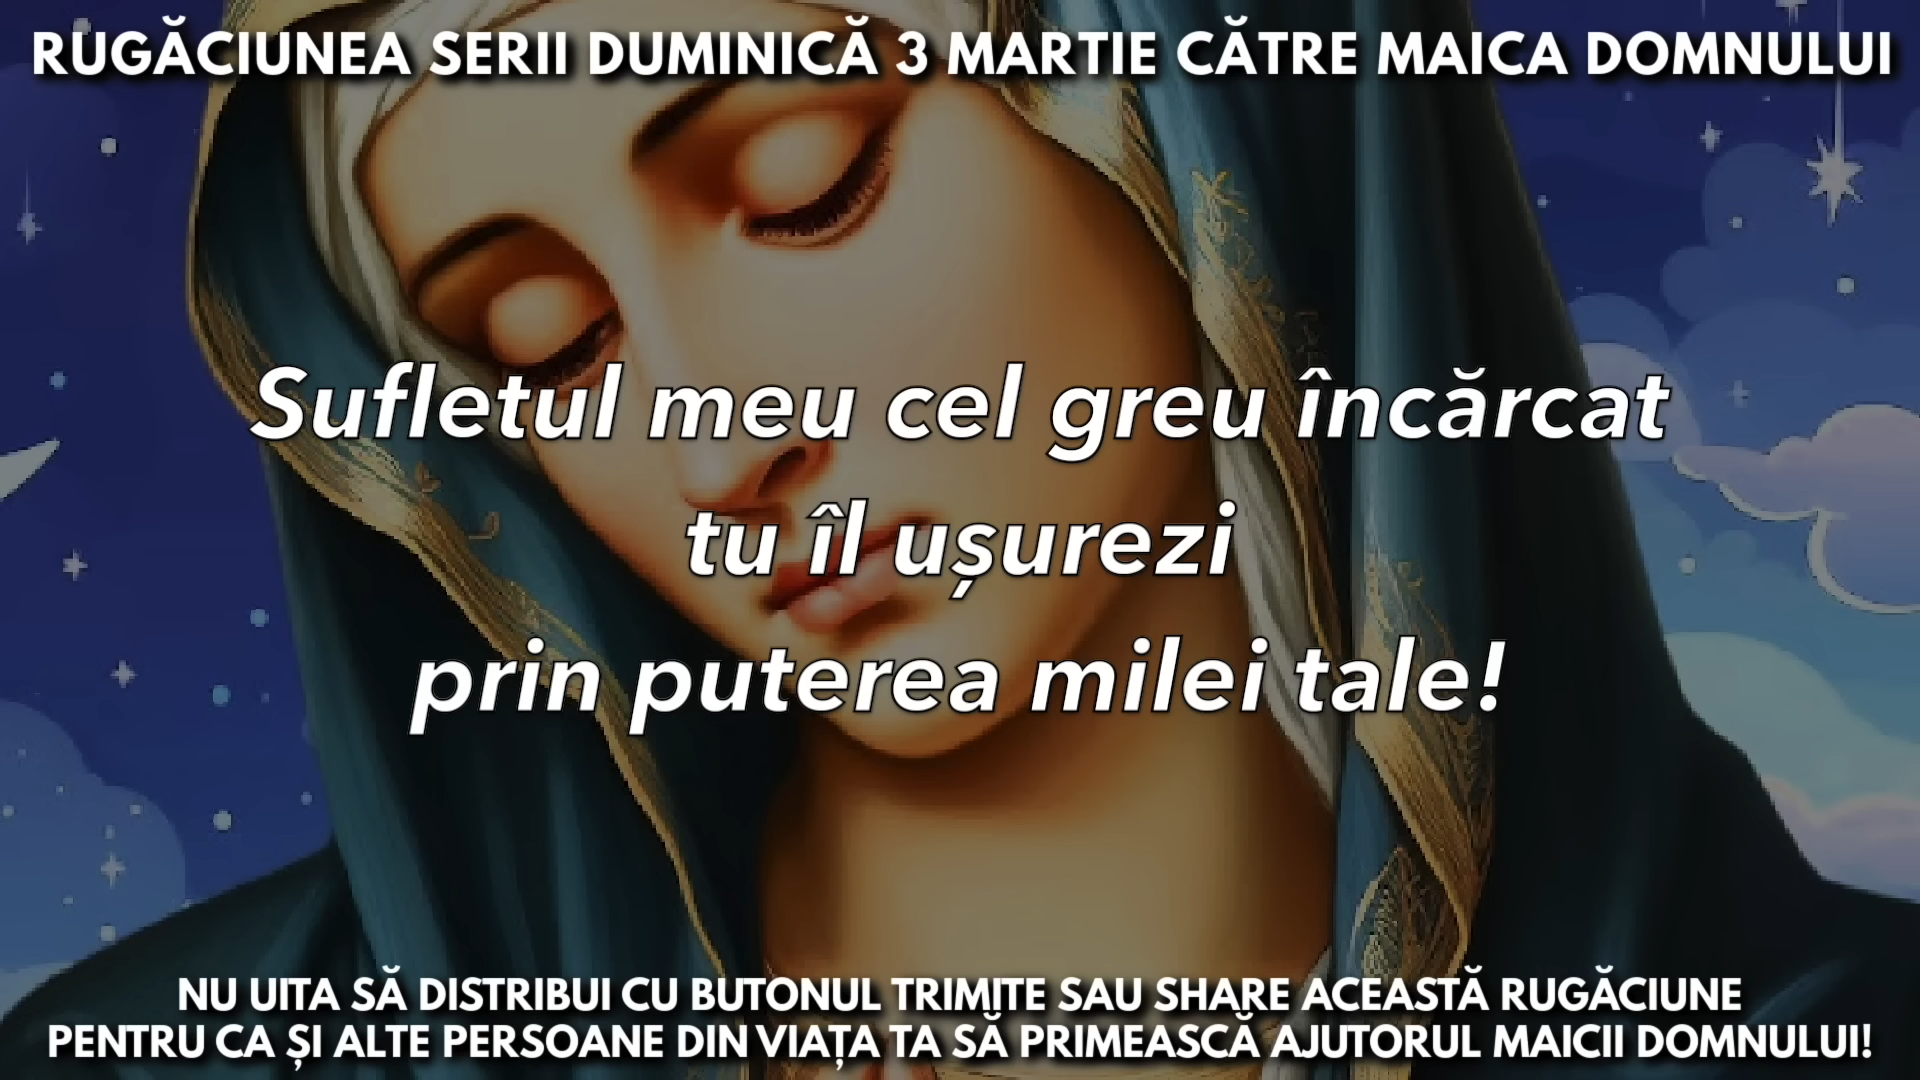 RUGĂCIUNEA SERII DUMINICĂ 3 MARTIE CĂTRE MAICA DOMNULUI
Sufletul meu cel greu încărcat
tu îl ușurezi
prin puterea milei tale!
NU UITA SĂ DISTRIBUI CU BUTONUL TRIMITE SAU SHARE ACEASTĂ RUGĂCIUNE
PENTRU CA ȘI ALTE PERSOANE DIN VIAȚA TA SĂ PRIMEASCĂ AJUTORUL MAICII DOMNULUI!